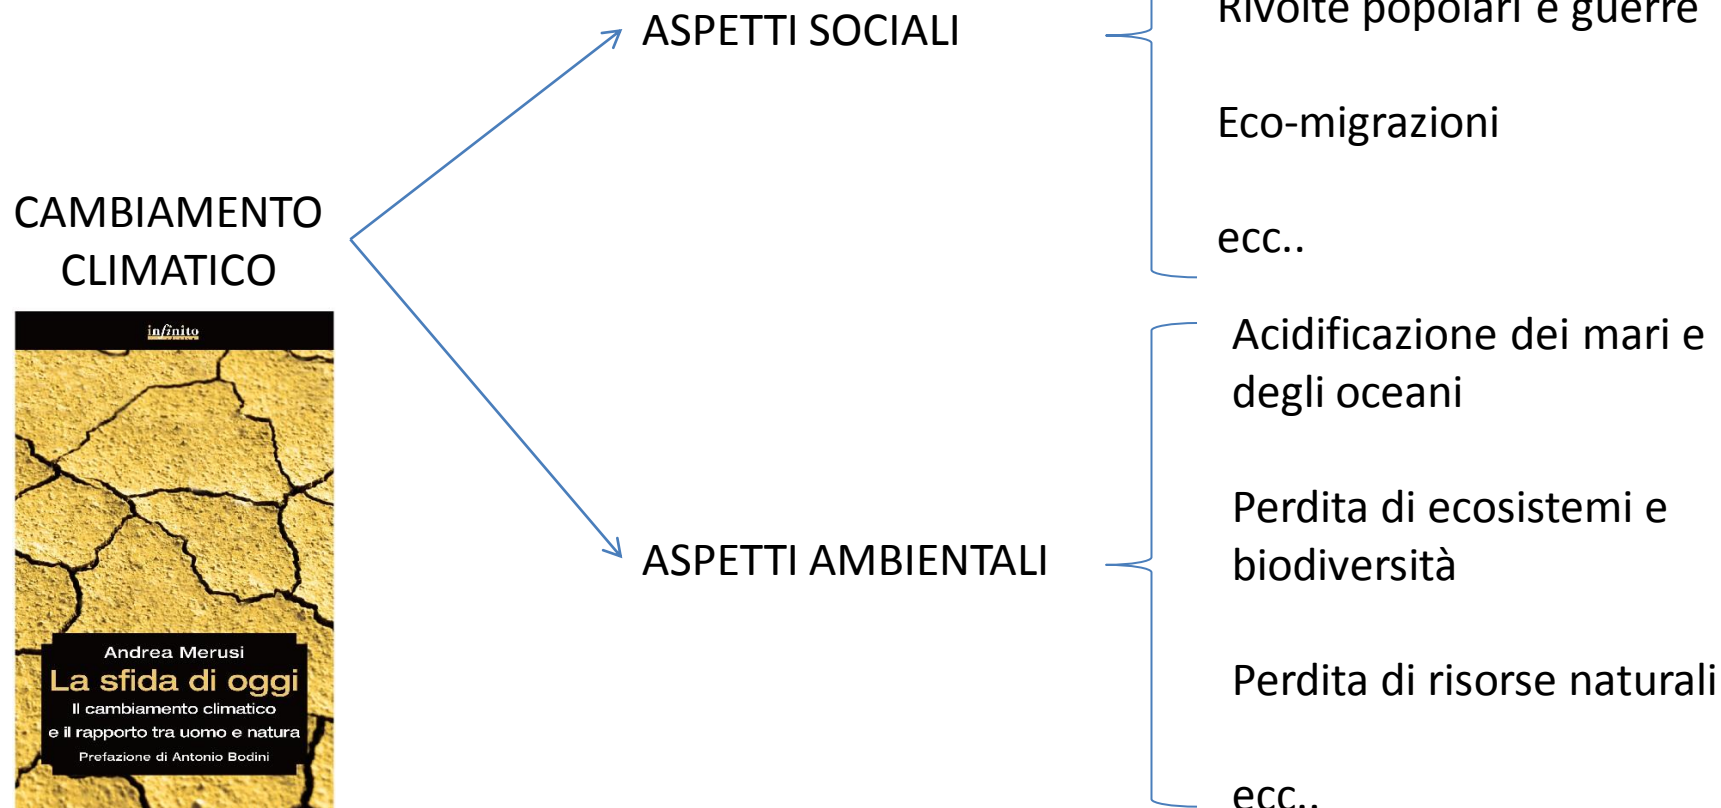 ASPETTI SOCIALI
Rivolte popolari e guerre
Eco-migrazioni
ecc..
CAMBIAMENTO
CLIMATICO
infinito
Andrea Merusi
La sfida di oggi
Il cambiamento climatico
e il rapporto tra uomo e natura
Prefazione di Antonio Bodini
ASPETTI AMBIENTALI
Acidificazione dei mari e
degli oceani
Perdita di ecosistemi e
biodiversità
Perdita di risorse naturali
ecc..